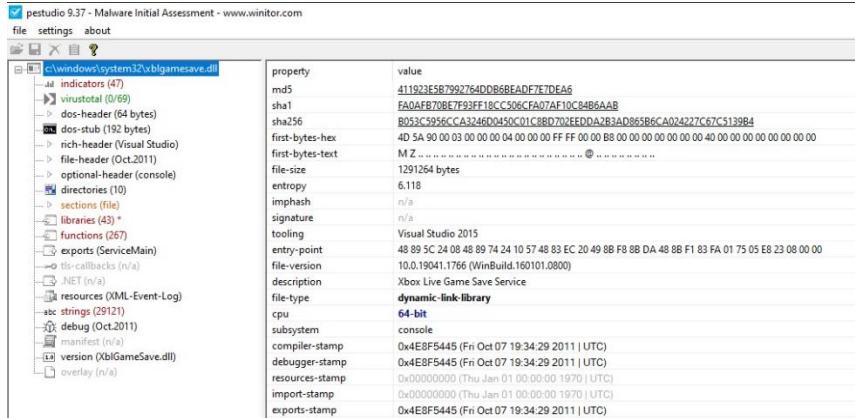 pestudio 9.37 - Malware Initial Assessment - www.winitor.com
file settings about
c:\windows\system32\xblgamesave.dll
indicators (47)
virustotal (0/69)
dos-header (64 bytes)
dos-stub (192 bytes)
rich-header (Visual Studio)
file-header (Oct.2011)
optional-header (console)
directories (10)
sections (file)
libraries (43) *
functions (267)
exports (ServiceMain)
tls-callbacks (n/a)
.NET (n/a)
resources (XML-Event-Log)
abc strings (29121)
debug (Oct.2011)
manifest (n/a)
1.0 version (XblGameSave.dll)
overlay (n/a)
property value
md5 411923E5B7992764DDB6BEADF7E7DEA6
sha1 FA0AFB70BE7F93FF18CC506CFA07AF10C84B6AAB
sha256 B053C5956CCA3246D0450C01C8BD702EEDDA2B3AD865B6CA024227C67C5139B4
first-bytes-hex 4D 5A 90 00 03 00 00 00 04 00 00 00 FF FF 00 00 B8 00 00 00 00 00 00 00 40 00 00 00 00 00 00 00
first-bytes-text M Z .. .. .. .. .. .. .. .. .. .. .. .. .. .. .. .. .. .. .. .. @ .. .. .. .. .. .. ..
file-size 1291264 bytes
entropy 6.118
imphash n/a
signature n/a
tooling Visual Studio 2015
entry-point 48 89 5C 24 08 48 89 74 24 10 57 48 83 EC 20 49 8B F8 8B DA 48 8B F1 83 FA 01 75 05 E8 23 08 00 00
file-version 10.0.19041.1766 (WinBuild.160101.0800)
description Xbox Live Game Save Service
file-type dynamic-link-library
cpu 64-bit
subsystem console
compiler-stamp 0x4E8F5445 (Fri Oct 07 19:34:29 2011 | UTC)
debugger-stamp 0x4E8F5445 (Fri Oct 07 19:34:29 2011 | UTC)
resources-stamp 0x00000000 (Thu Jan 01 00:00:00 1970 | UTC)
import-stamp 0x00000000 (Thu Jan 01 00:00:00 1970 | UTC)
exports-stamp 0x4E8F5445 (Fri Oct 07 19:34:29 2011 | UTC)